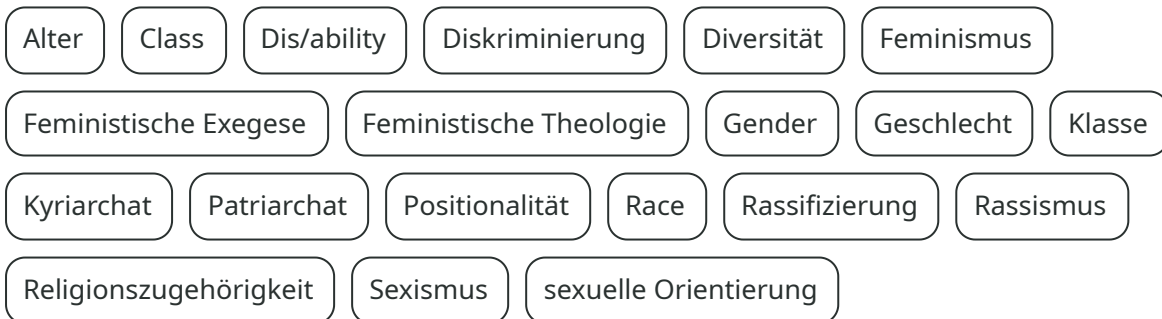 Alter Class Dis/ability Diskriminierung Diversität Feminismus
Feministische Exegese Feministische Theologie Gender Geschlecht Klasse
Kyriarchat Patriarchat Positionalität Race Rassifizierung Rassismus
Religionszugehörigkeit Sexismus sexuelle Orientierung